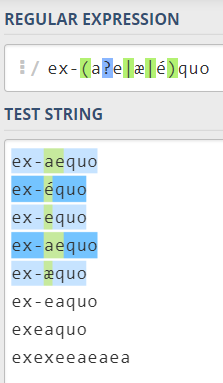 REGULAR EXPRESSION
/ ex-(a?e|æ|é)quo
TEST STRING
ex-aequo
ex-équo
ex-equo
ex-aequo
ex-æquo
ex-eaquo
exeaquo
exexeeaeaea